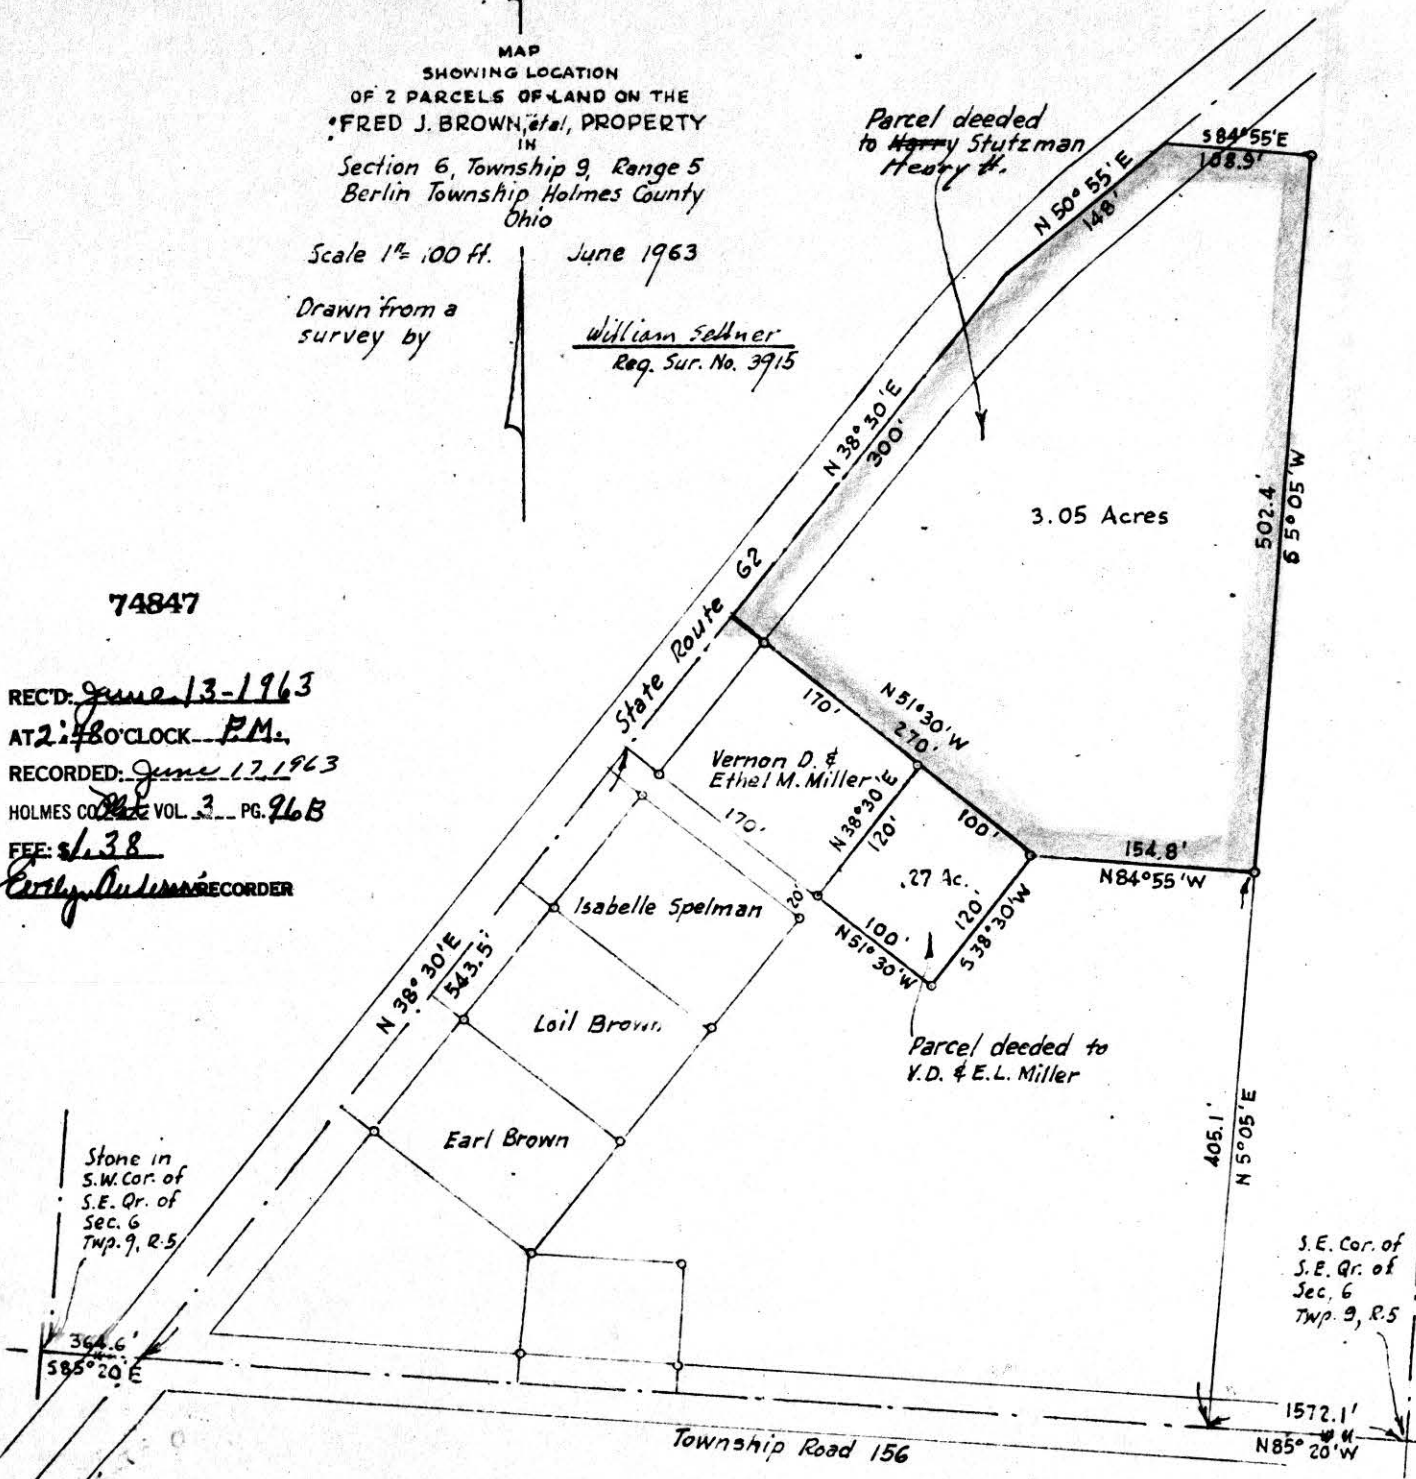 MAP
SHOWING LOCATION
OF 2 PARCELS OF LAND ON THE
FRED J. BROWN, etal, PROPERTY
IN
Section 6, Township 9, Range 5
Berlin Township Holmes County
Ohio
Scale 1"= 100 ft. June 1963
Drawn from a
survey by
William Sellner
Reg. Sur. No. 3915
Parcel deeded
to Harry Stutzman
Henry H.
S 84° 55'E
108.9'
N 50° 55'E
148'
N 38° 30'E
300'
3.05 Acres
502.4'
S 5° 05'W
State Route 62
74847
REC'D: June 13-1963
AT 2:48 O'CLOCK P.M.
RECORDED: June 17 1963
HOLMES CO. Plat VOL. 3 PG. 96B
FEE: $1.38
Evelyn RECORDER
N 51° 30'W
270'
170'
Vernon D. &
Ethel M. Miller
N 38° 30'E
120'
100'
154.8'
N 84° 55'W
.27 Ac.
170'
20'
100'
N 51° 30'W
120'
S 38° 30'W
Isabelle Spelman
Loil Brown
Earl Brown
N 38° 30'E
543.5'
Parcel deeded to
V.D. & E.L. Miller
405.1'
N 5° 05'E
Stone in
S.W. Cor. of
S.E. Qr. of
Sec. 6
Twp. 9, R.5
364.6'
S 85° 20'E
S.E. Cor. of
S.E. Qr. of
Sec. 6
Twp. 9, R.5
1572.1'
N 85° 20'W
Township Road 156